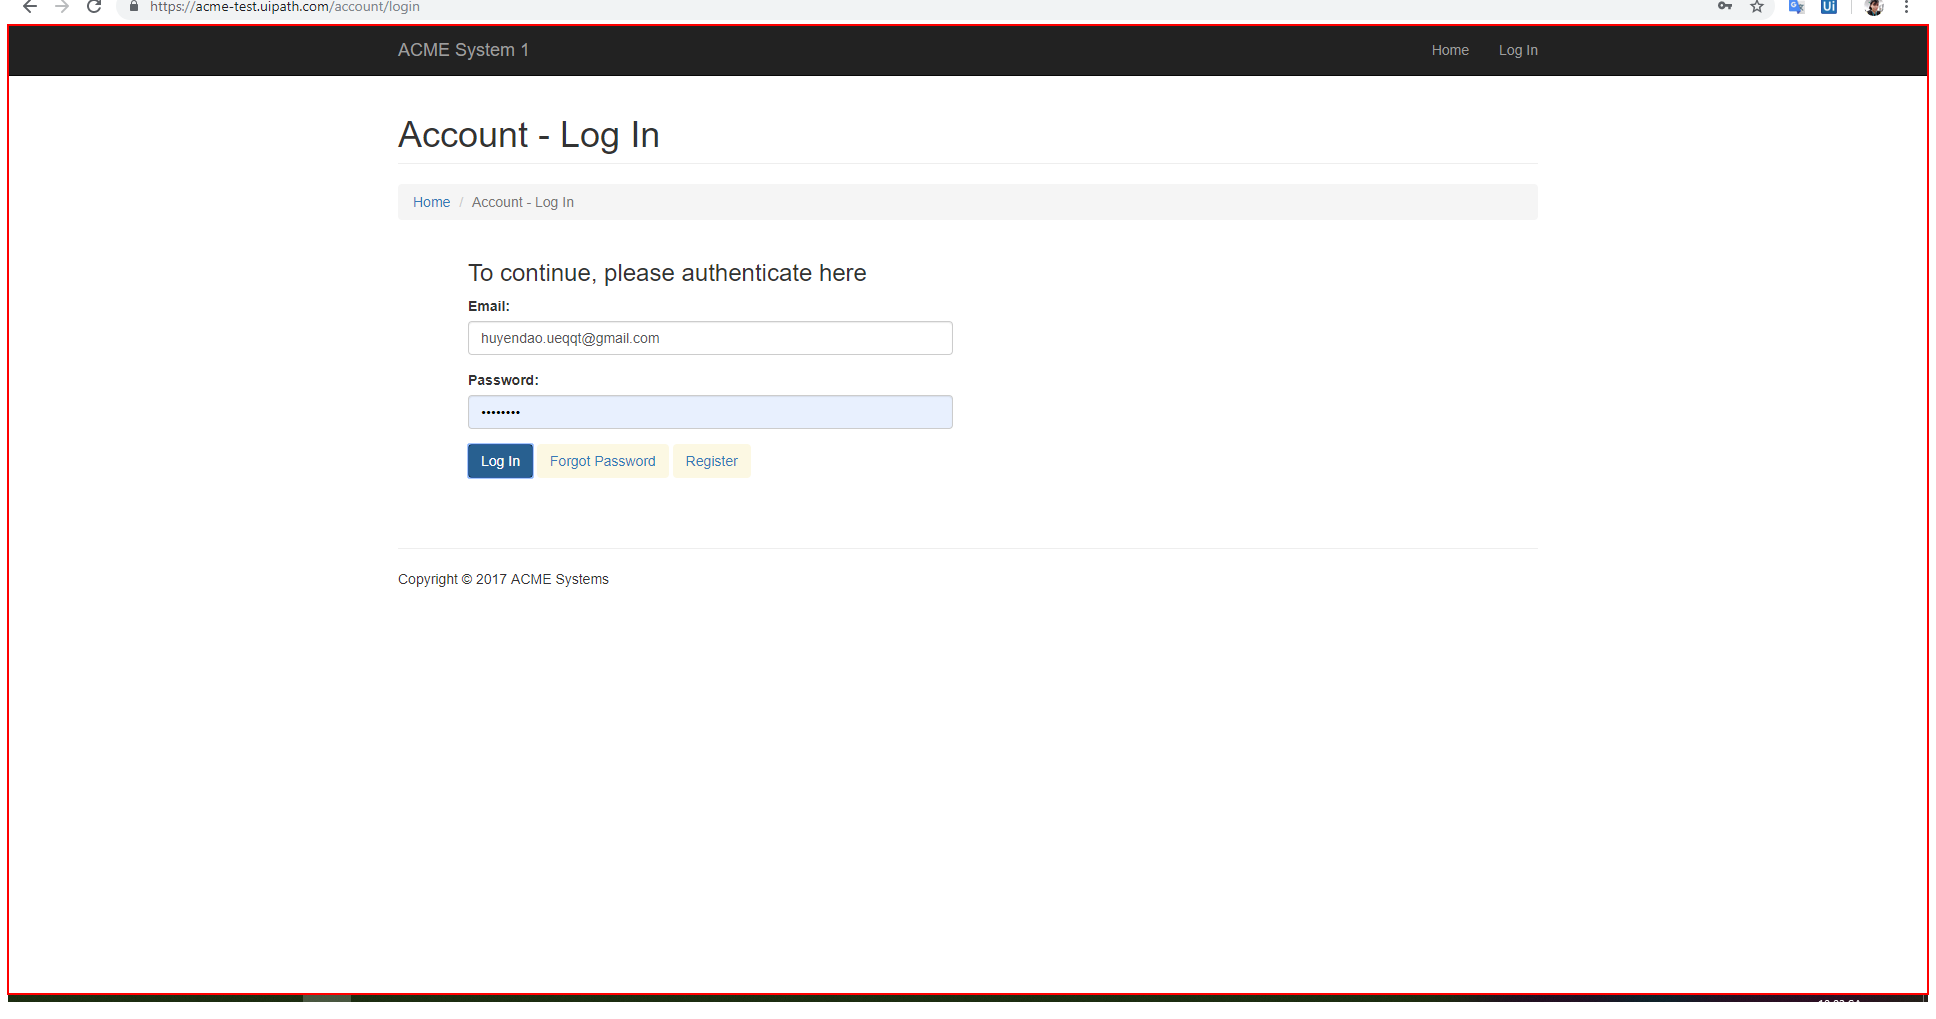 https://acme-test.uipath.com/account/login
Ui
ACME System 1
Home
Log In
Account - Log In
Home / Account - Log In
To continue, please authenticate here
Email:
huyendao.ueqqt@gmail.com
Password:
••••••••
Log In
Forgot Password
Register
Copyright © 2017 ACME Systems